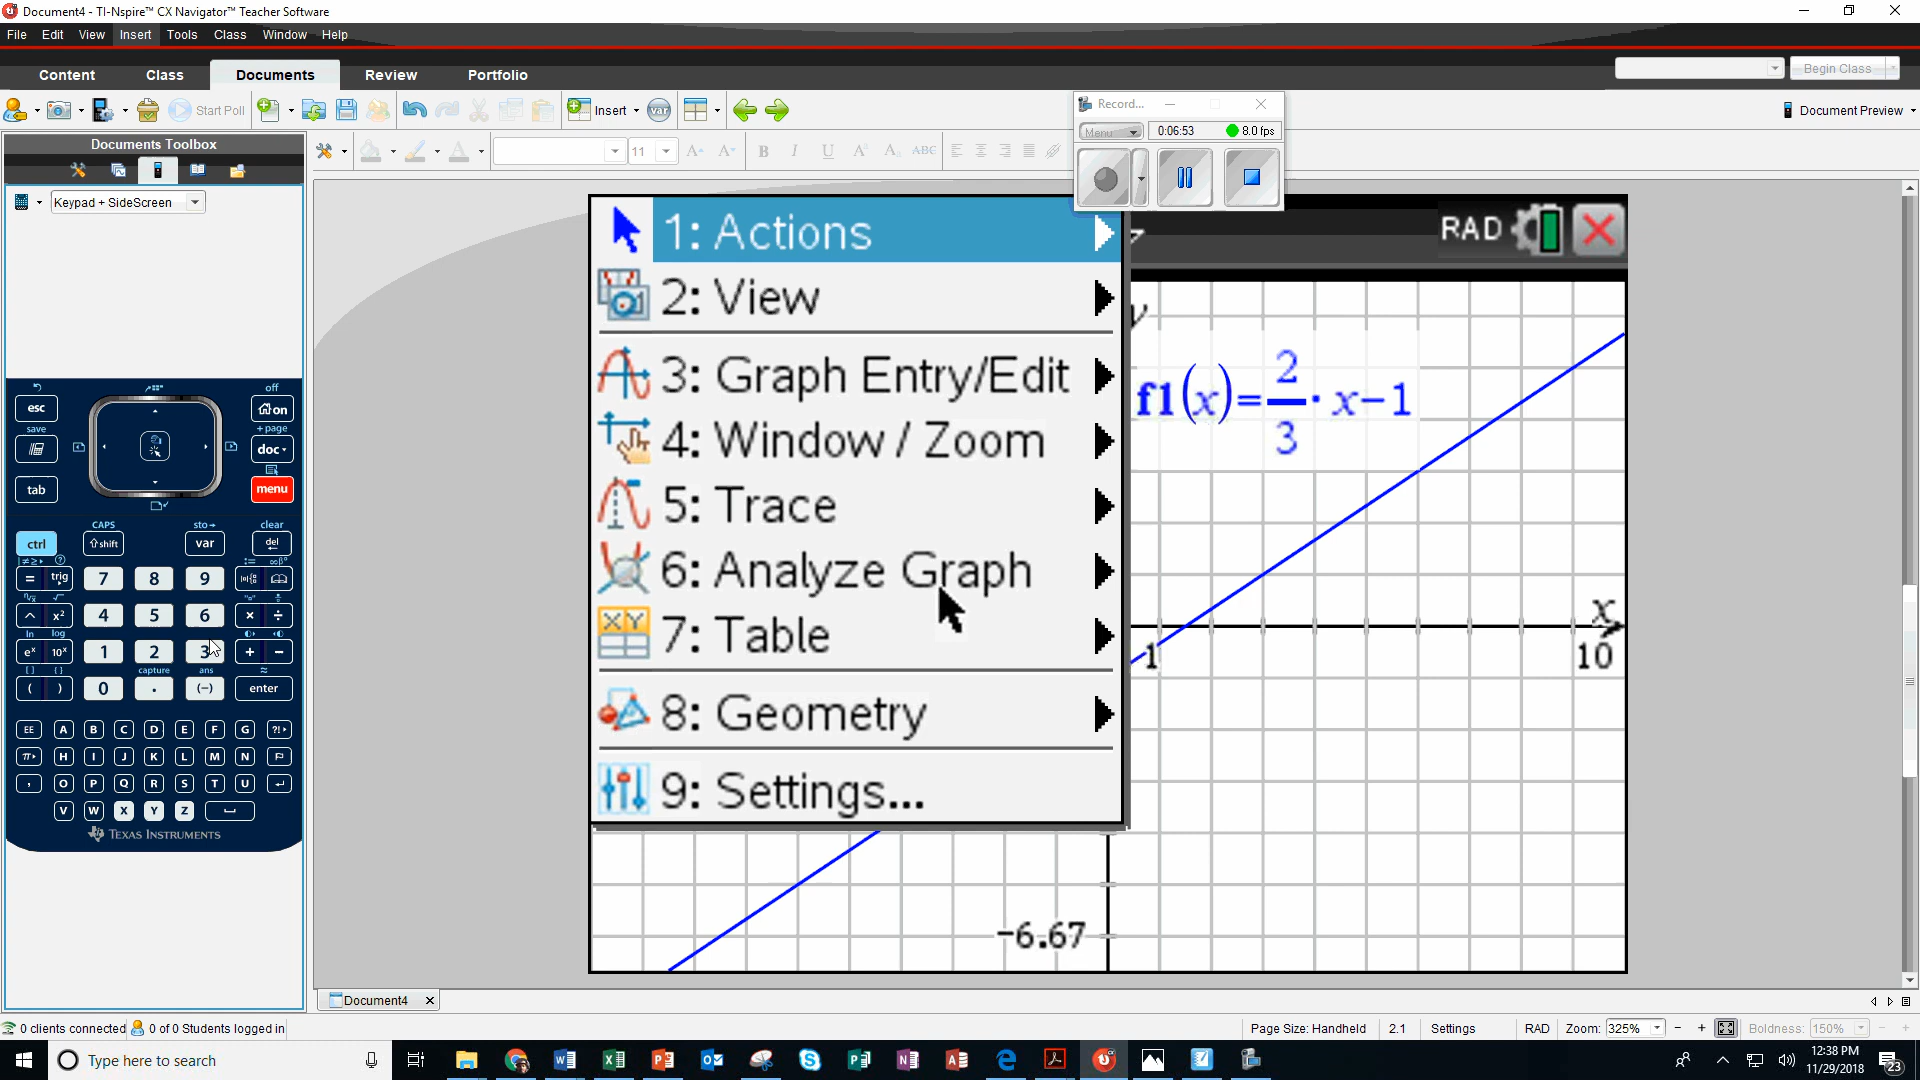 Document4 - TI-Nspire™ CX Navigator™ Teacher Software
File Edit View Insert Tools Class Window Help
Content Class Documents Review Portfolio
Begin Class
Start Poll
Insert
var
Document Preview
Record...
Menu 0:06:53 8.0 fps
Documents Toolbox
11
B I U A A ABC
Keypad + SideScreen
1: Actions
2: View
3: Graph Entry/Edit
4: Window / Zoom
5: Trace
6: Analyze Graph
7: Table
8: Geometry
9: Settings...
RAD
y
f1(x)=2/3·x-1
x
1
10
-6.67
off
esc
on
save
+ page
doc
tab
menu
CAPS sto→ clear
ctrl shift var del
= trig 7 8 9
^ x² 4 5 6 × ÷
ln log
eˣ 10ˣ 1 2 3 + −
[ ] { } capture ans ≈
( ) 0 . (−) enter
EE A B C D E F G ?!▸
π▸ H I J K L M N
, O P Q R S T U
V W X Y Z
TEXAS INSTRUMENTS
Document4
0 clients connected 0 of 0 Students logged in
Page Size: Handheld 2.1 Settings RAD Zoom: 325% − + Boldness: 150% − +
Type here to search
12:38 PM
11/29/2018
23